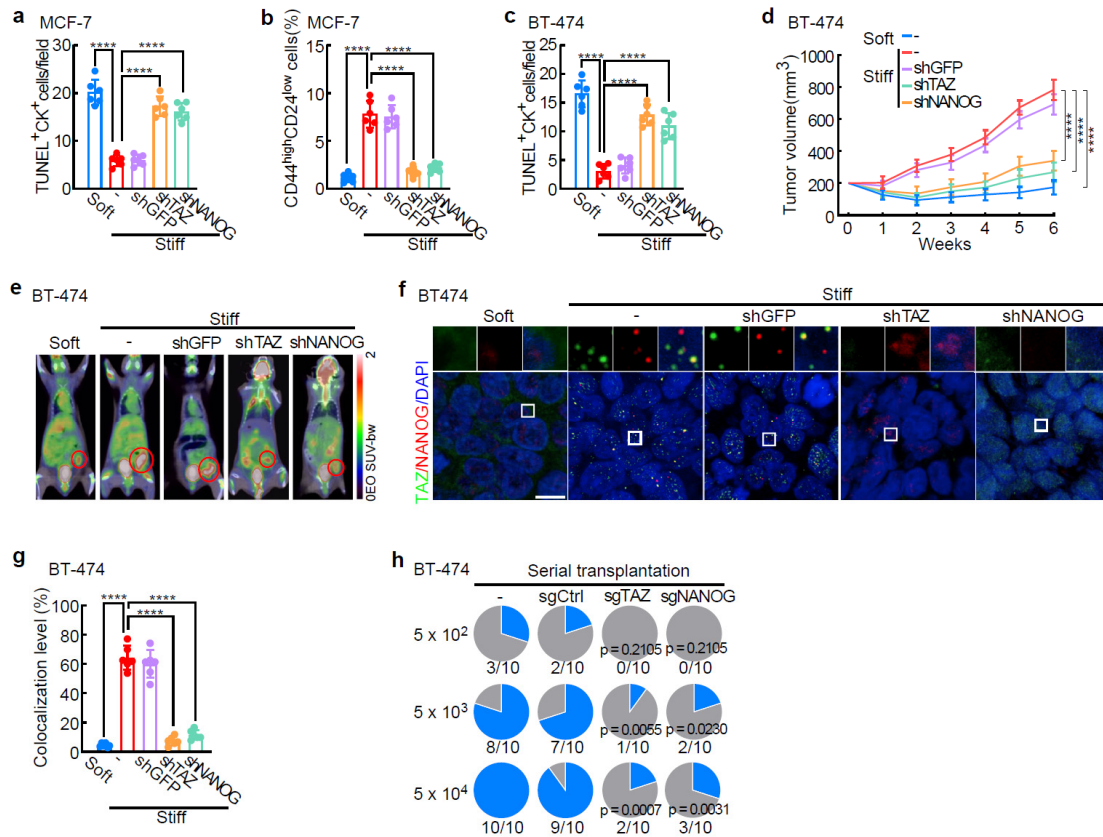 a MCF-7
TUNEL⁺CK⁺cells/field
30
20
10
0
****
****
****
Soft
-
shGFP
shTAZ
shNANOG
Stiff
b MCF-7
CD44highCD24low cells(%)
15
10
5
0
****
****
****
Soft
-
shGFP
shTAZ
shNANOG
Stiff
c BT-474
TUNEL⁺CK⁺cells/field
25
20
15
10
5
0
****
****
****
Soft
-
shGFP
shTAZ
shNANOG
Stiff
d BT-474
Soft -
Stiff -
shGFP
shTAZ
shNANOG
Tumor volume(mm³)
1000
800
600
400
200
0
0 1 2 3 4 5 6
Weeks
****
****
****
e BT-474
Stiff
Soft - shGFP shTAZ shNANOG
2
0EO SUV-bw
f BT474
Stiff
Soft - shGFP shTAZ shNANOG
TAZ/NANOG/DAPI
g BT-474
Colocalization level (%)
100
80
60
40
20
0
****
****
****
Soft
-
shGFP
shTAZ
shNANOG
Stiff
h BT-474
Serial transplantation
- sgCtrl sgTAZ sgNANOG
5 x 10²
p = 0.2105 p = 0.2105
3/10 2/10 0/10 0/10
5 x 10³
p = 0.0055 p = 0.0230
8/10 7/10 1/10 2/10
5 x 10⁴
p = 0.0007 p = 0.0031
10/10 9/10 2/10 3/10